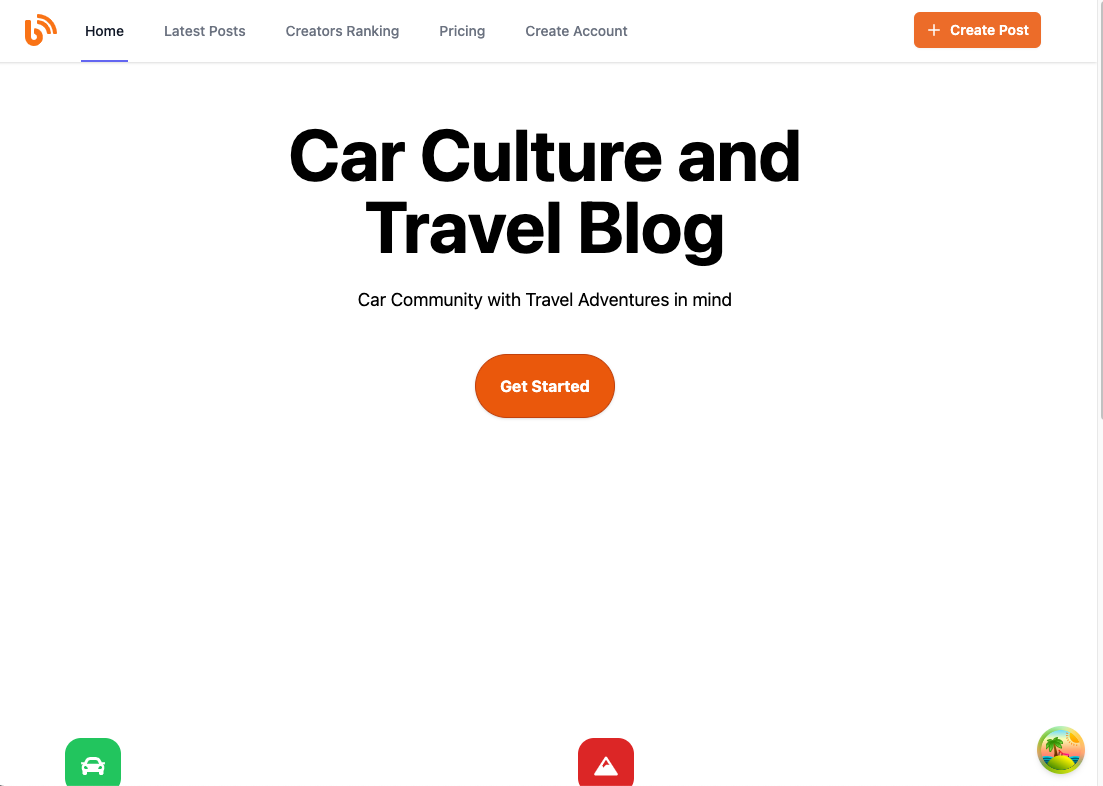 Home
Latest Posts
Creators Ranking
Pricing
Create Account
Create Post
Car Culture and
Travel Blog
Car Community with Travel Adventures in mind
Get Started